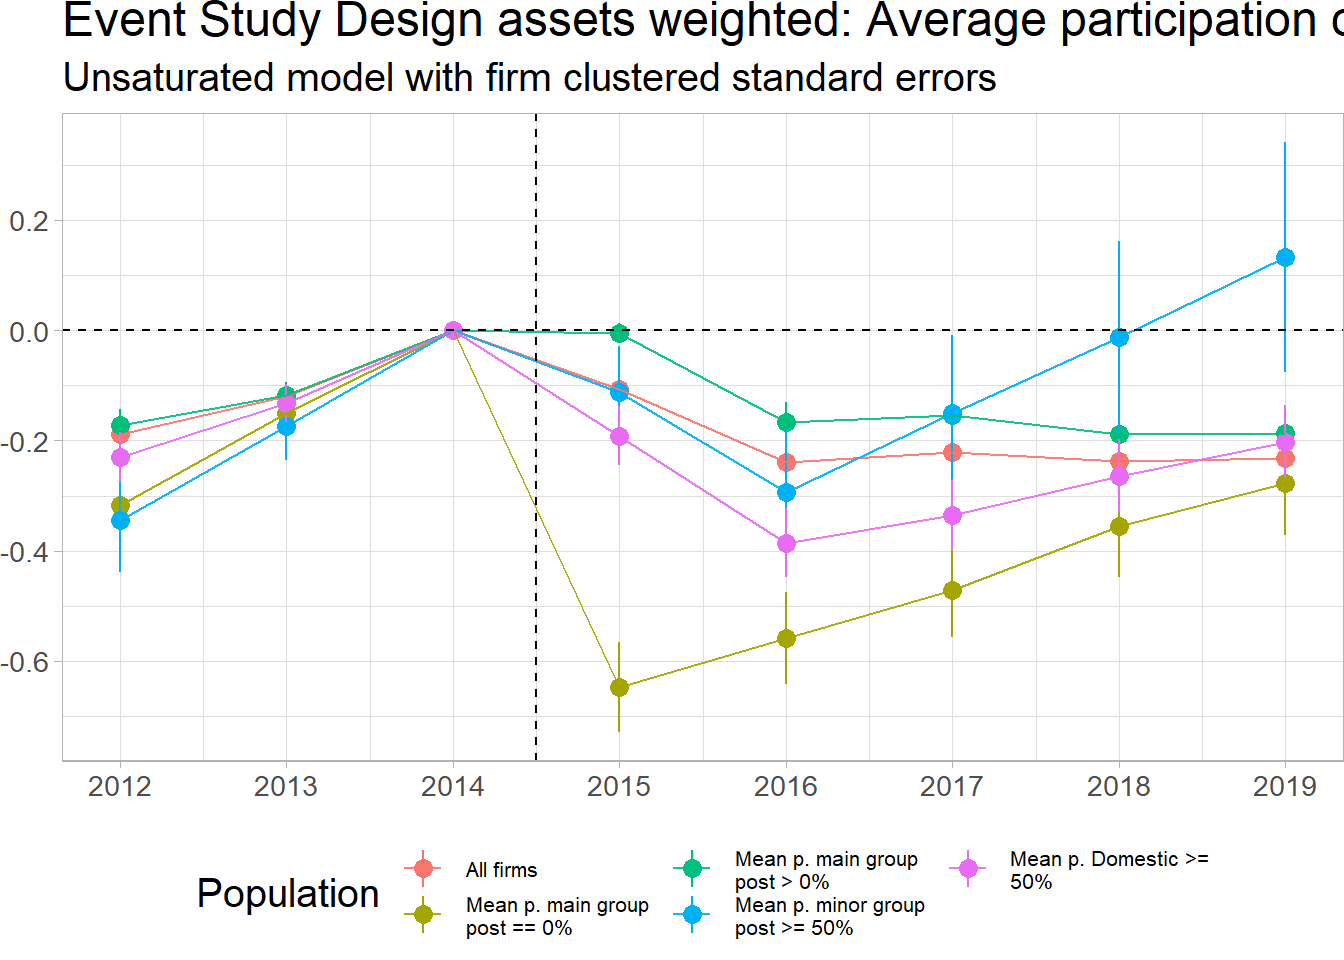 Event Study Design assets weighted: Average participation
Unsaturated model with firm clustered standard errors
0.2
0.0
-0.2
-0.4
-0.6
2012 2013 2014 2015 2016 2017 2018 2019
Population
All firms
Mean p. main group
post == 0%
Mean p. main group
post > 0%
Mean p. minor group
post >= 50%
Mean p. Domestic >=
50%